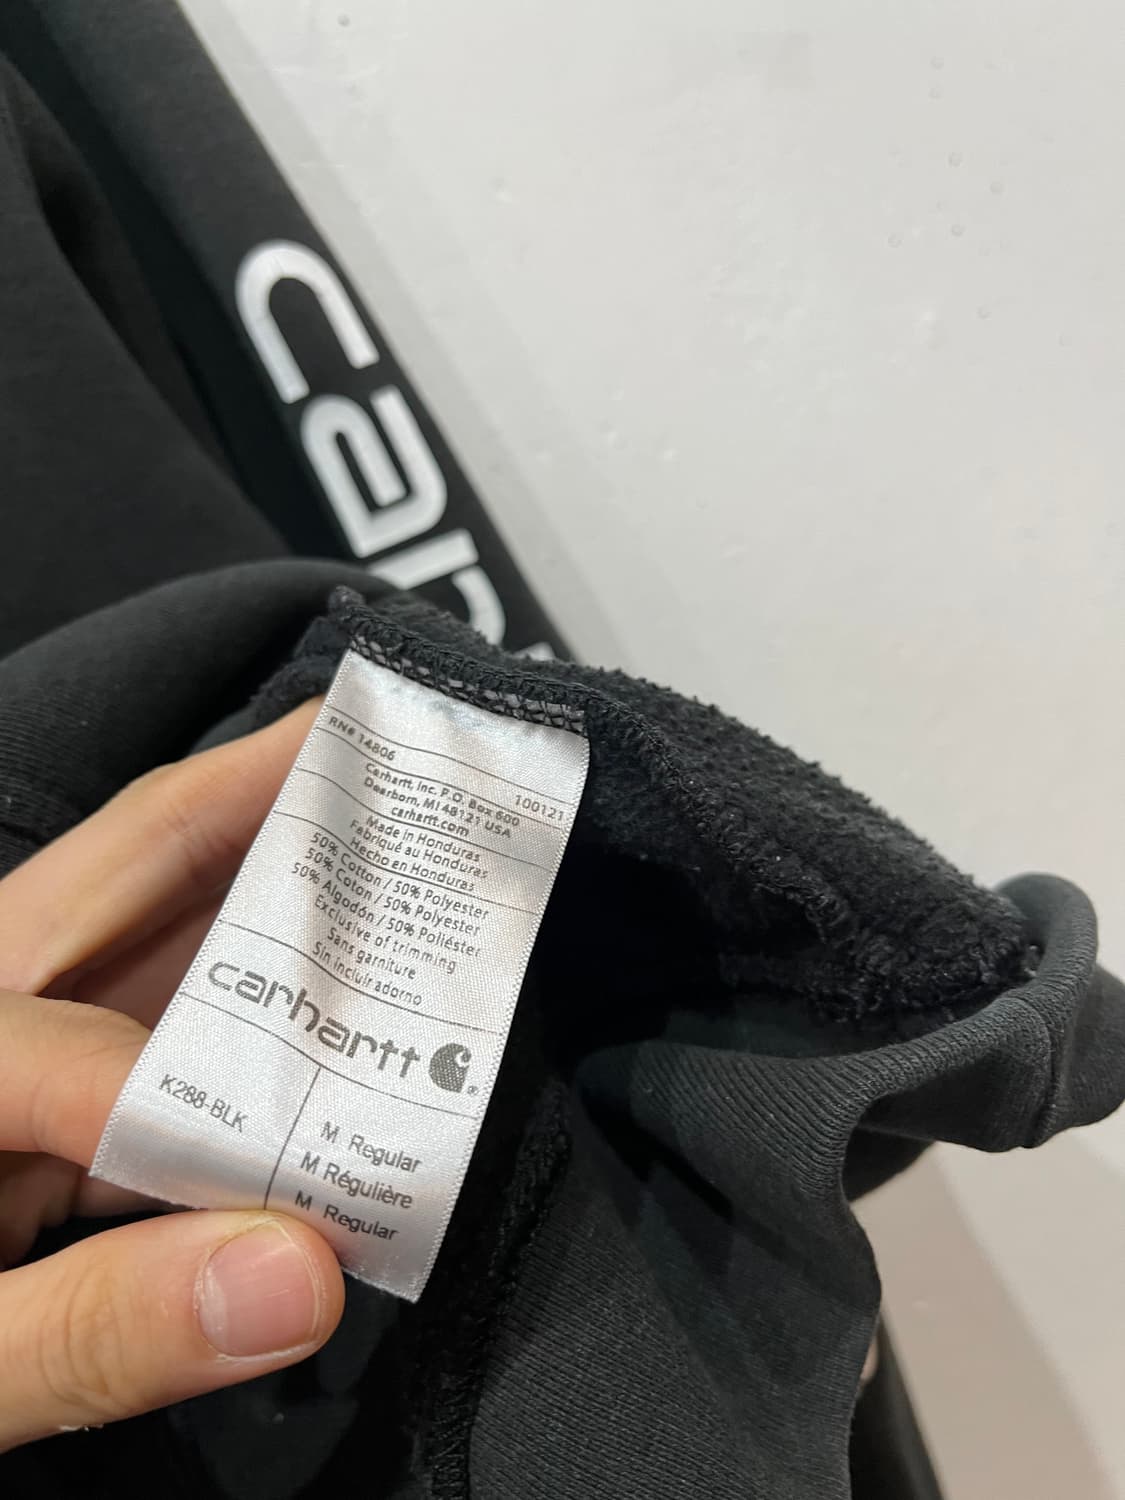 car
RN# 14806
100121
Carhartt, Inc. P.O. Box 600
Dearborn, MI 48121 USA
carhartt.com
Made in Honduras
Fabriqué au Honduras
Hecho en Honduras
50% Cotton / 50% Polyester
50% Coton / 50% Polyester
50% Algodón / 50% Poliéster
Exclusive of trimming
Sans garniture
Sin incluir adorno
carhartt ®
K288-BLK
M Regular
M Régulière
M Regular